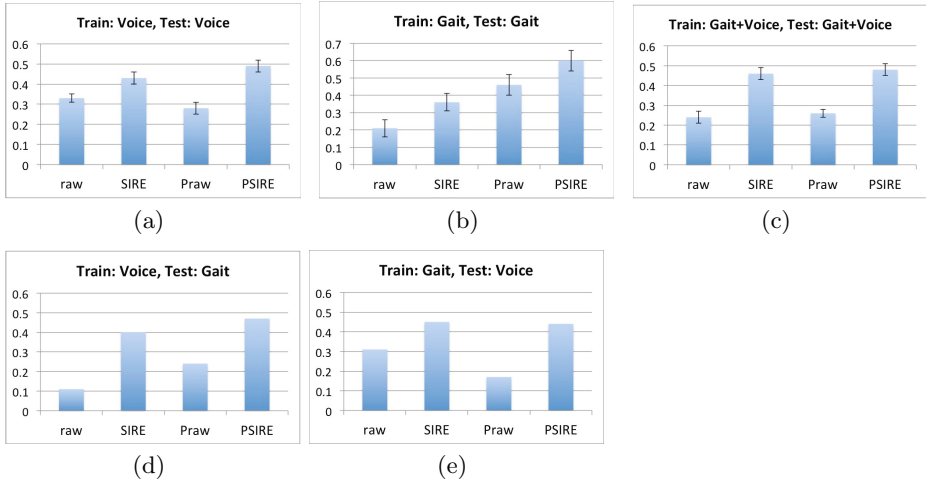 Train: Voice, Test: Voice
0.6
0.5
0.4
0.3
0.2
0.1
0
raw SIRE Praw PSIRE
(a)
Train: Gait, Test: Gait
0.7
0.6
0.5
0.4
0.3
0.2
0.1
0
raw SIRE Praw PSIRE
(b)
Train: Gait+Voice, Test: Gait+Voice
0.6
0.5
0.4
0.3
0.2
0.1
0
raw SIRE Praw PSIRE
(c)
Train: Voice, Test: Gait
0.6
0.5
0.4
0.3
0.2
0.1
0
raw SIRE Praw PSIRE
(d)
Train: Gait, Test: Voice
0.6
0.5
0.4
0.3
0.2
0.1
0
raw SIRE Praw PSIRE
(e)